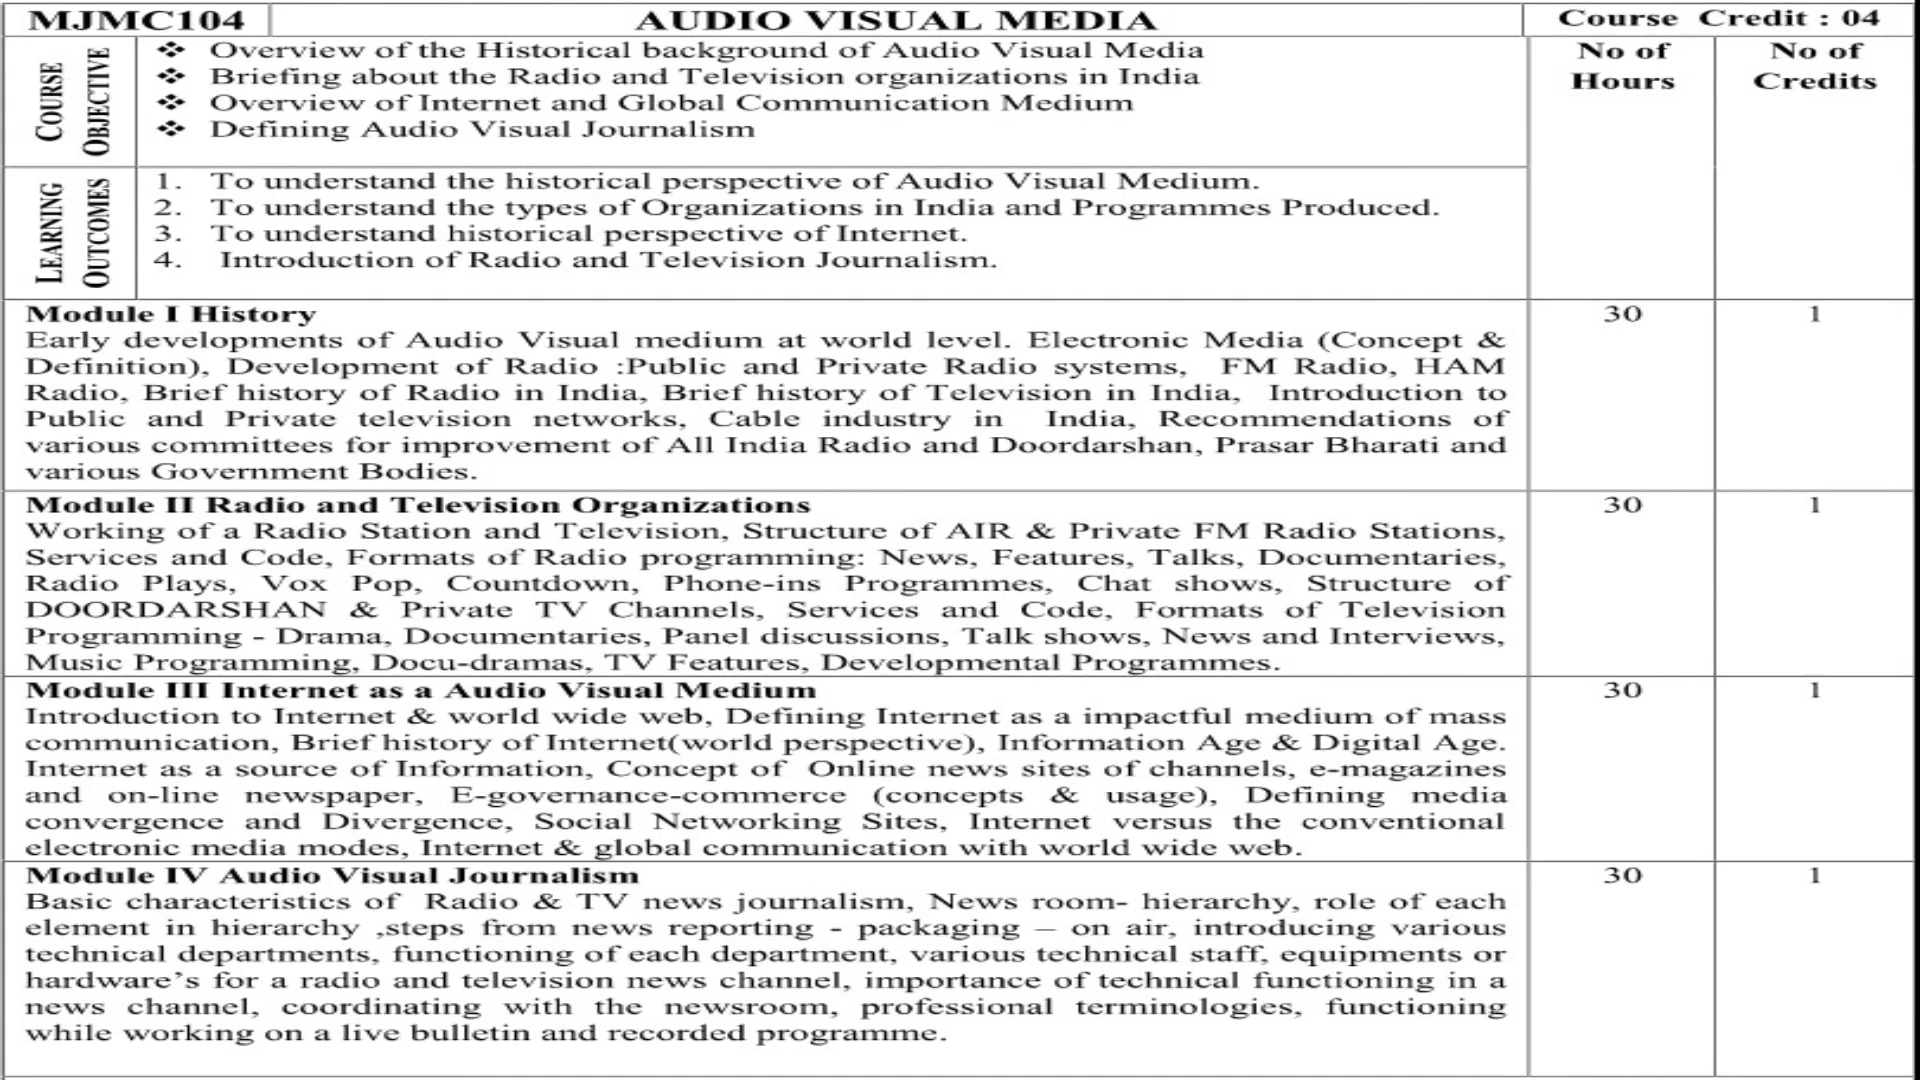 MJMC104 AUDIO VISUAL MEDIA Course Credit : 04
COURSE OBJECTIVE
❖ Overview of the Historical background of Audio Visual Media
❖ Briefing about the Radio and Television organizations in India
❖ Overview of Internet and Global Communication Medium
❖ Defining Audio Visual Journalism
No of Hours
No of Credits
LEARNING OUTCOMES
1. To understand the historical perspective of Audio Visual Medium.
2. To understand the types of Organizations in India and Programmes Produced.
3. To understand historical perspective of Internet.
4. Introduction of Radio and Television Journalism.
Module I History 30 1
Early developments of Audio Visual medium at world level. Electronic Media (Concept &
Definition), Development of Radio :Public and Private Radio systems, FM Radio, HAM
Radio, Brief history of Radio in India, Brief history of Television in India, Introduction to
Public and Private television networks, Cable industry in India, Recommendations of
various committees for improvement of All India Radio and Doordarshan, Prasar Bharati and
various Government Bodies.
Module II Radio and Television Organizations 30 1
Working of a Radio Station and Television, Structure of AIR & Private FM Radio Stations,
Services and Code, Formats of Radio programming: News, Features, Talks, Documentaries,
Radio Plays, Vox Pop, Countdown, Phone-ins Programmes, Chat shows, Structure of
DOORDARSHAN & Private TV Channels, Services and Code, Formats of Television
Programming - Drama, Documentaries, Panel discussions, Talk shows, News and Interviews,
Music Programming, Docu-dramas, TV Features, Developmental Programmes.
Module III Internet as a Audio Visual Medium 30 1
Introduction to Internet & world wide web, Defining Internet as a impactful medium of mass
communication, Brief history of Internet(world perspective), Information Age & Digital Age.
Internet as a source of Information, Concept of Online news sites of channels, e-magazines
and on-line newspaper, E-governance-commerce (concepts & usage), Defining media
convergence and Divergence, Social Networking Sites, Internet versus the conventional
electronic media modes, Internet & global communication with world wide web.
Module IV Audio Visual Journalism 30 1
Basic characteristics of Radio & TV news journalism, News room- hierarchy, role of each
element in hierarchy ,steps from news reporting - packaging – on air, introducing various
technical departments, functioning of each department, various technical staff, equipments or
hardware’s for a radio and television news channel, importance of technical functioning in a
news channel, coordinating with the newsroom, professional terminologies, functioning
while working on a live bulletin and recorded programme.